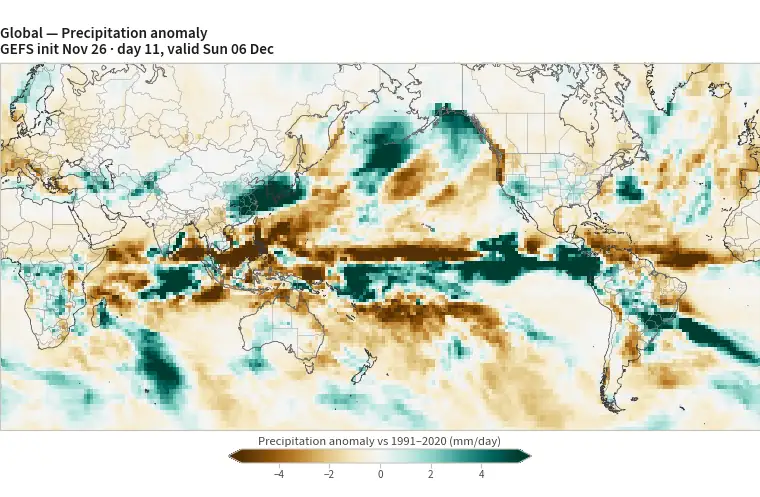 Global — Precipitation anomaly
GEFS init Nov 26 · day 11, valid Sun 06 Dec
Precipitation anomaly vs 1991–2020 (mm/day)
−4 −2 0 2 4